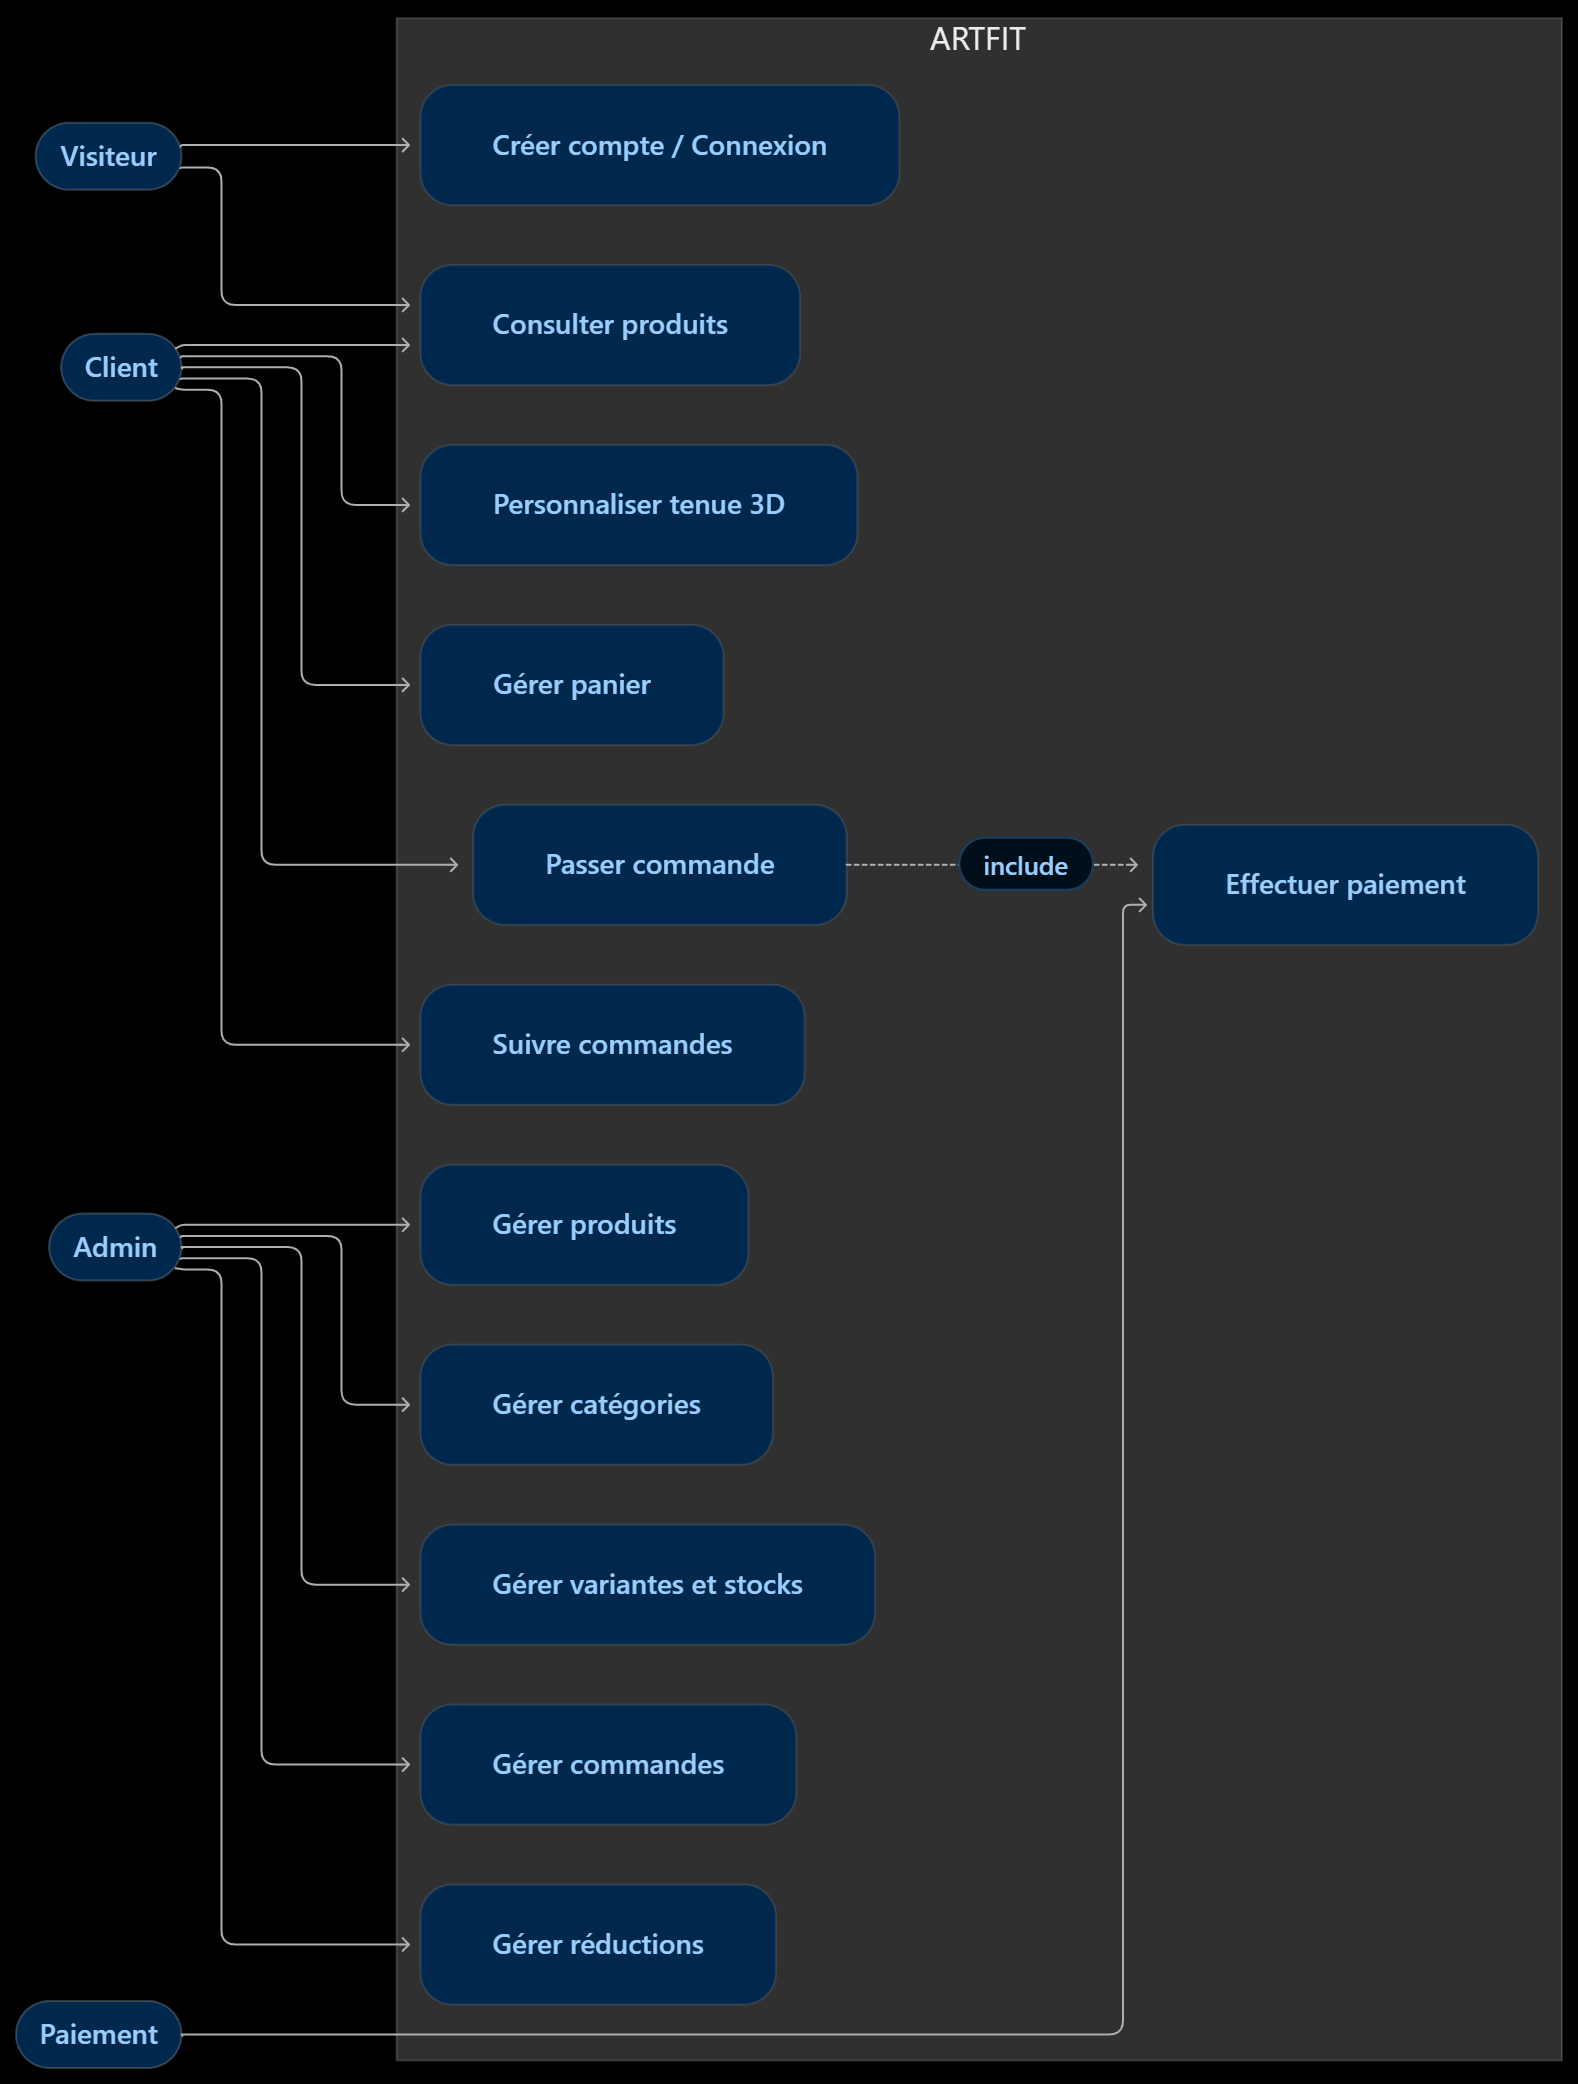 ARTFIT
Visiteur
Créer compte / Connexion
Consulter produits
Client
Personnaliser tenue 3D
Gérer panier
Passer commande
include
Effectuer paiement
Suivre commandes
Gérer produits
Admin
Gérer catégories
Gérer variantes et stocks
Gérer commandes
Gérer réductions
Paiement